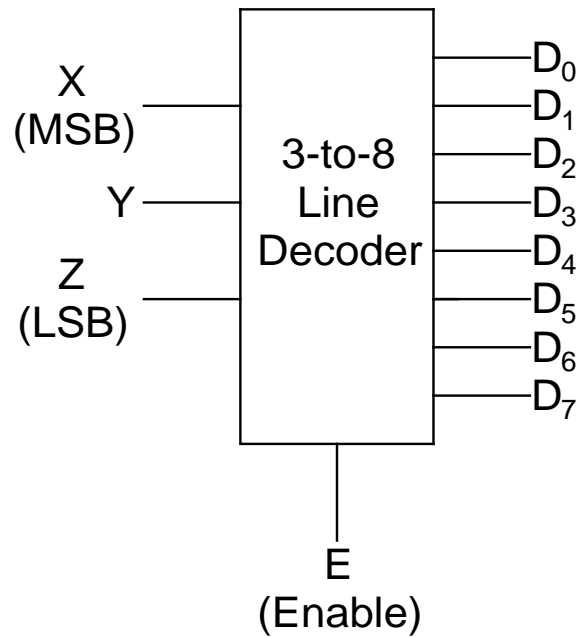 X
(MSB)
Y
Z
(LSB)
3-to-8
Line
Decoder
D₀
D₁
D₂
D₃
D₄
D₅
D₆
D₇
E
(Enable)